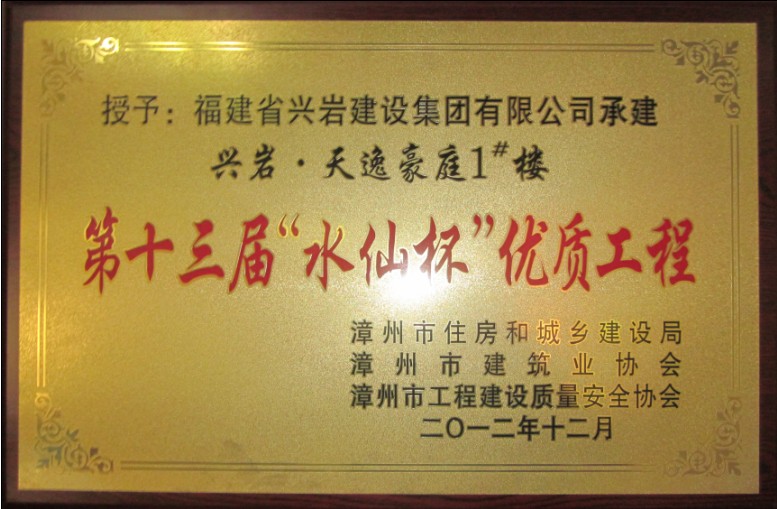 授予：福建省兴岩建设集团有限公司承建
兴岩·天逸豪庭1#楼
第十三届“水仙杯”优质工程
漳州市住房和城乡建设局
漳州市建筑业协会
漳州市工程建设质量安全协会
二〇一二年十二月